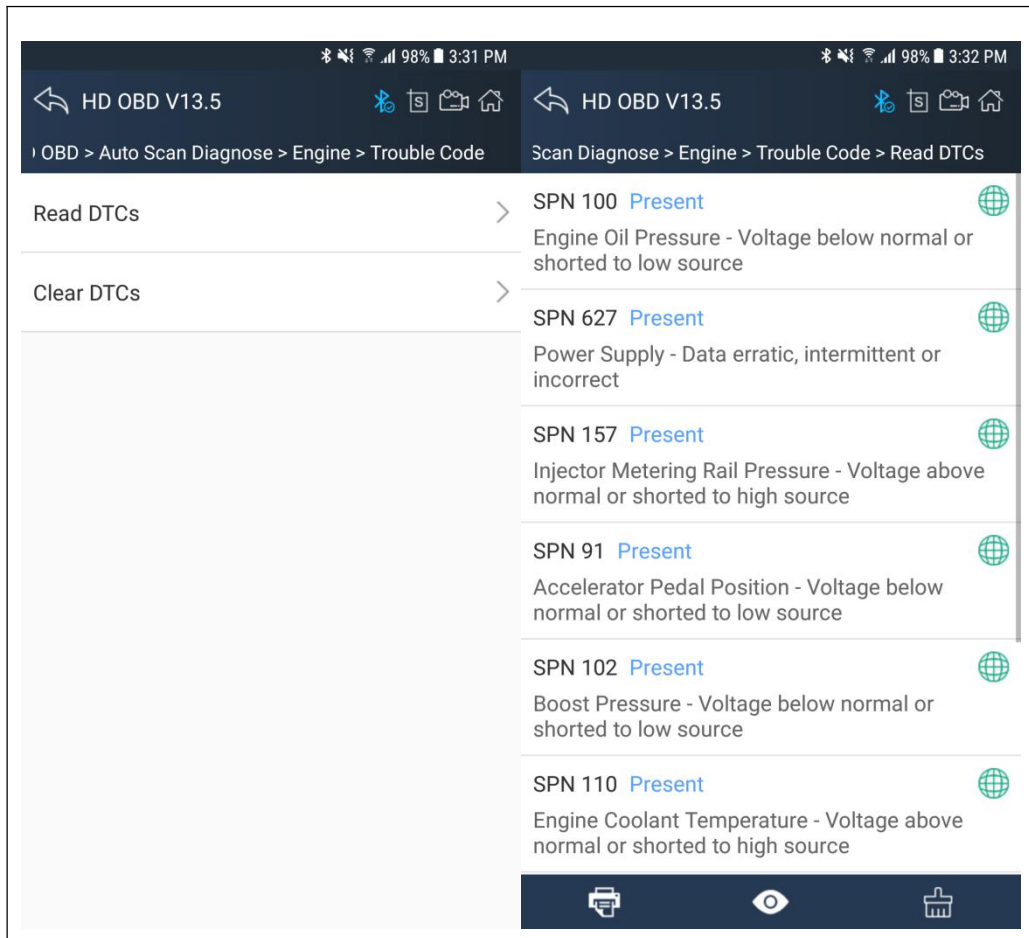 98% 3:31 PM
HD OBD V13.5
OBD > Auto Scan Diagnose > Engine > Trouble Code
Read DTCs
Clear DTCs
98% 3:32 PM
HD OBD V13.5
S
Scan Diagnose > Engine > Trouble Code > Read DTCs
SPN 100 Present
Engine Oil Pressure - Voltage below normal or
shorted to low source
SPN 627 Present
Power Supply - Data erratic, intermittent or
incorrect
SPN 157 Present
Injector Metering Rail Pressure - Voltage above
normal or shorted to high source
SPN 91 Present
Accelerator Pedal Position - Voltage below
normal or shorted to low source
SPN 102 Present
Boost Pressure - Voltage below normal or
shorted to low source
SPN 110 Present
Engine Coolant Temperature - Voltage above
normal or shorted to high source